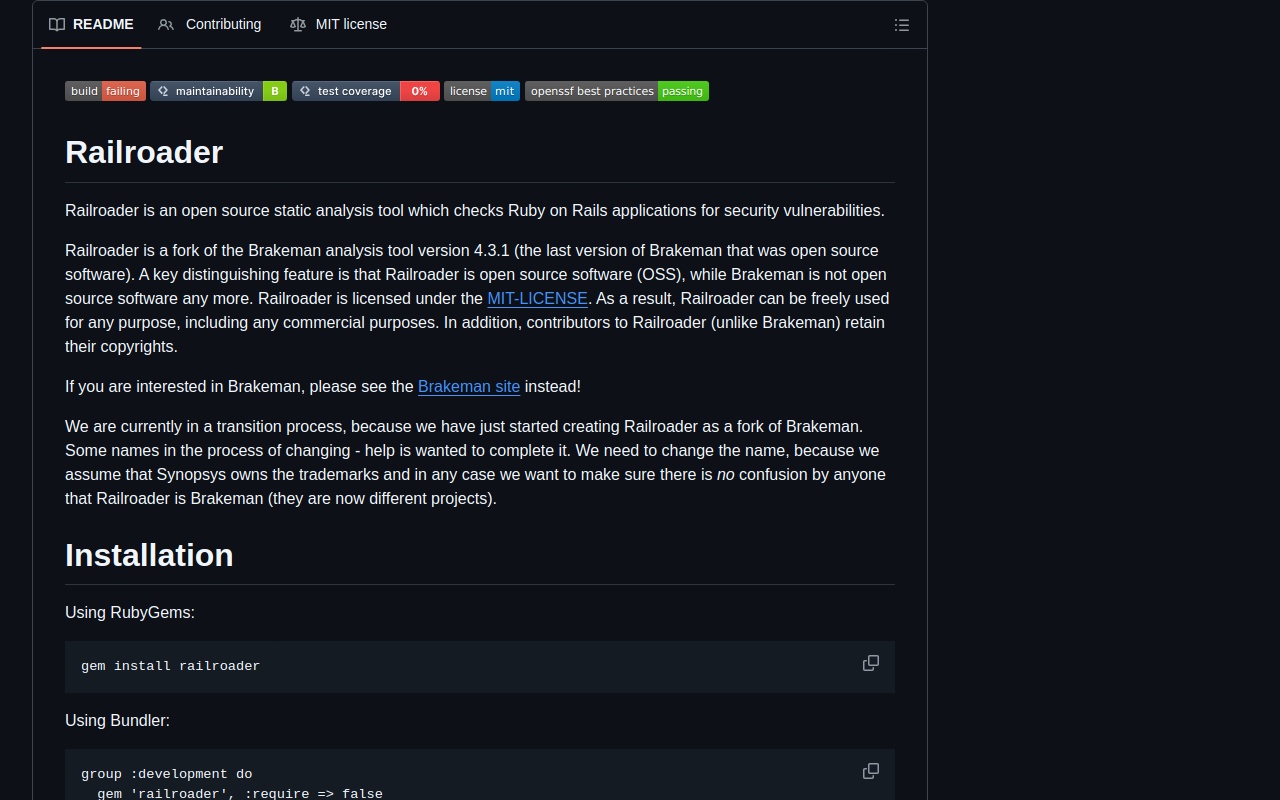 README Contributing MIT license
build failing maintainability B test coverage 0% license mit openssf best practices passing
Railroader
Railroader is an open source static analysis tool which checks Ruby on Rails applications for security vulnerabilities.
Railroader is a fork of the Brakeman analysis tool version 4.3.1 (the last version of Brakeman that was open source
software). A key distinguishing feature is that Railroader is open source software (OSS), while Brakeman is not open
source software any more. Railroader is licensed under the MIT-LICENSE. As a result, Railroader can be freely used
for any purpose, including any commercial purposes. In addition, contributors to Railroader (unlike Brakeman) retain
their copyrights.
If you are interested in Brakeman, please see the Brakeman site instead!
We are currently in a transition process, because we have just started creating Railroader as a fork of Brakeman.
Some names in the process of changing - help is wanted to complete it. We need to change the name, because we
assume that Synopsys owns the trademarks and in any case we want to make sure there is no confusion by anyone
that Railroader is Brakeman (they are now different projects).
Installation
Using RubyGems:
gem install railroader
Using Bundler:
group :development do
  gem 'railroader', :require => false